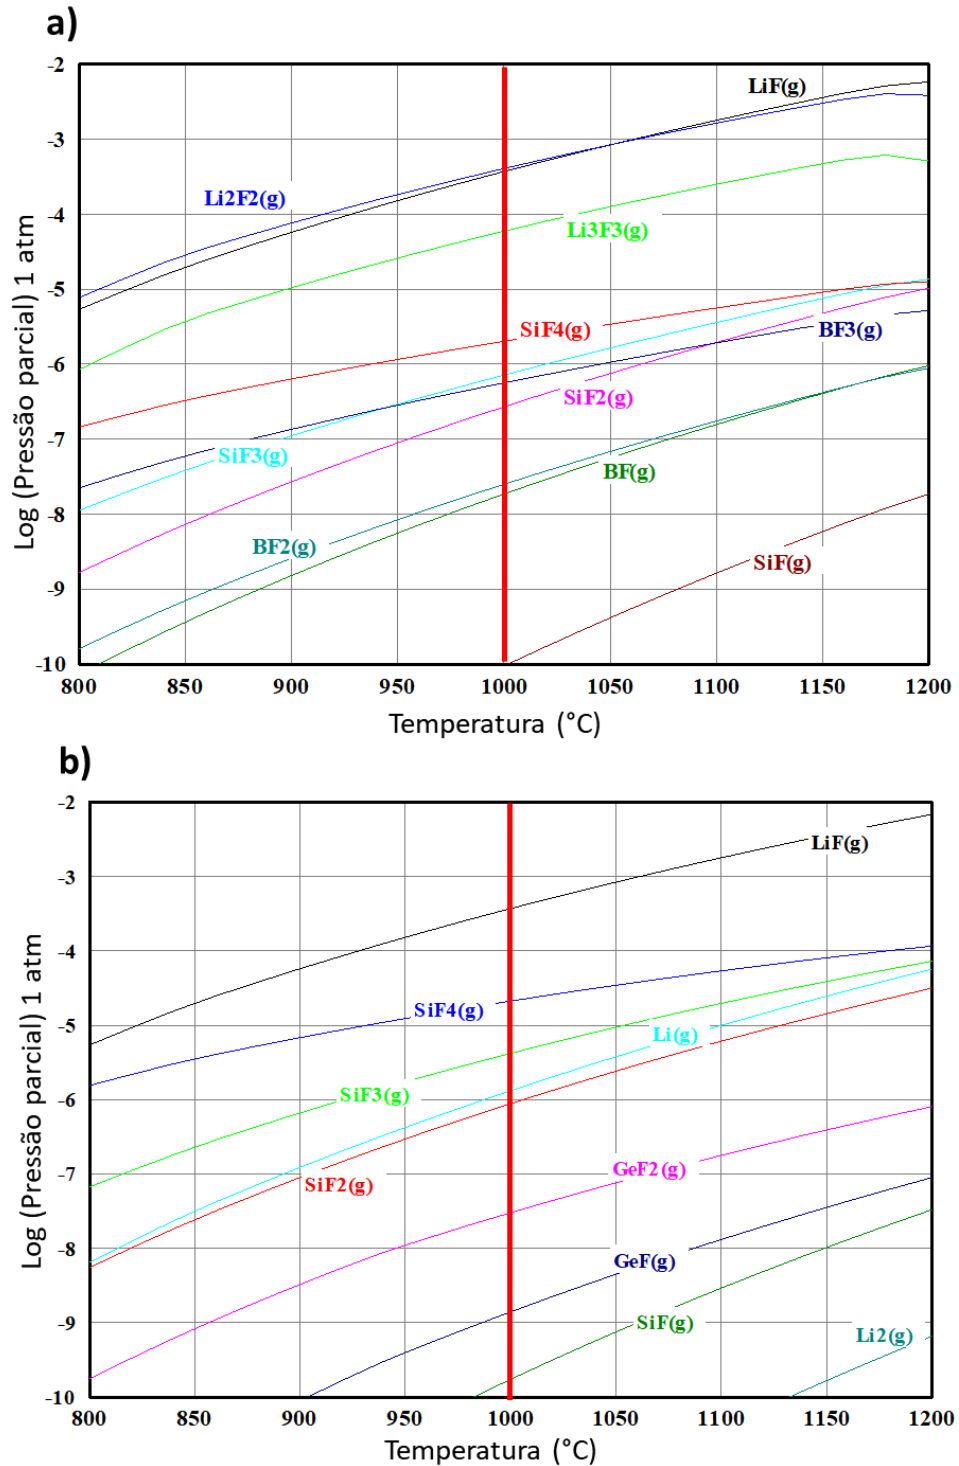 a)
Log (Pressão parcial) 1 atm
-2
-3
-4
-5
-6
-7
-8
-9
-10
LiF(g)
Li2F2(g)
Li3F3(g)
SiF4(g)
BF3(g)
SiF2(g)
SiF3(g)
BF(g)
BF2(g)
SiF(g)
800 850 900 950 1000 1050 1100 1150 1200
Temperatura (°C)
b)
Log (Pressão parcial) 1 atm
-2
-3
-4
-5
-6
-7
-8
-9
-10
LiF(g)
SiF4(g)
Li(g)
SiF3(g)
GeF2(g)
SiF2(g)
GeF(g)
SiF(g)
Li2(g)
800 850 900 950 1000 1050 1100 1150 1200
Temperatura (°C)